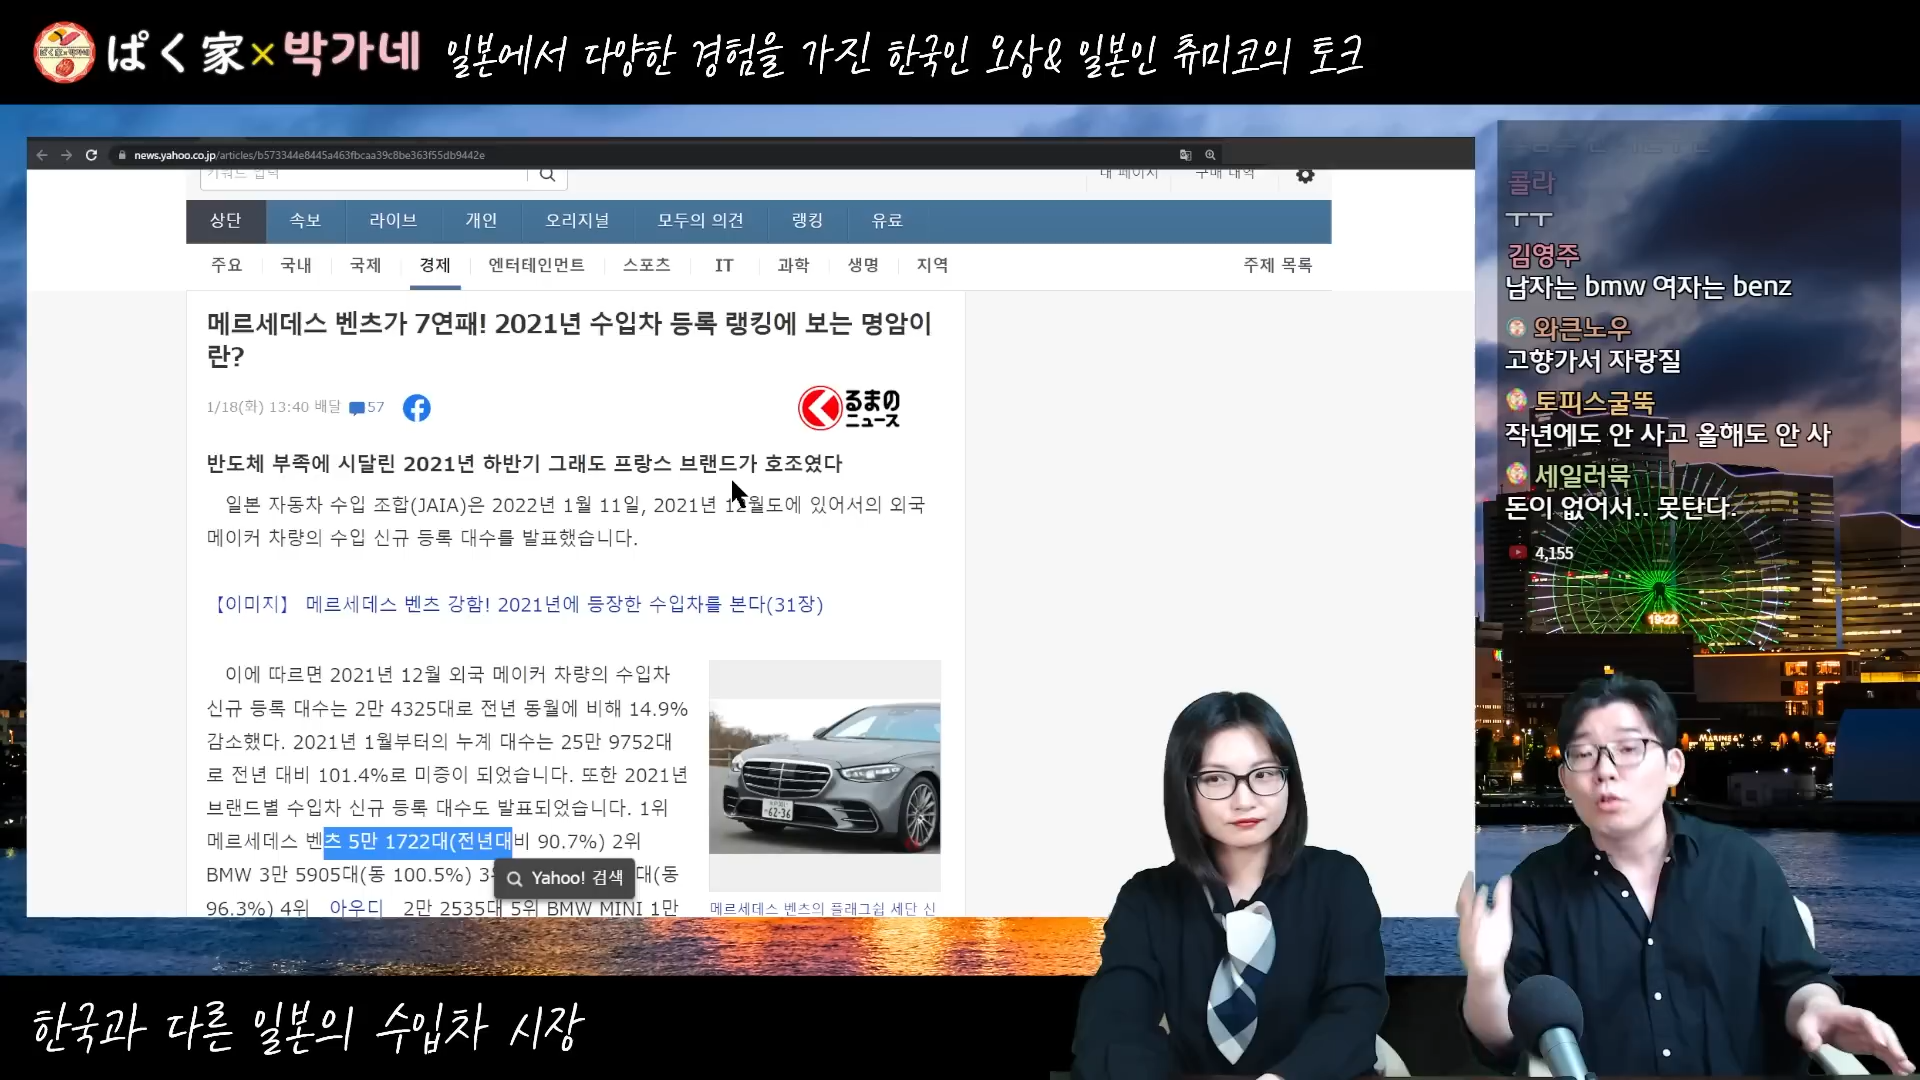 ぱく家×박가네
일본에서 다양한 경험을 가진 한국인 오상& 일본인 츄미코의 토크
news.yahoo.co.jp/articles/b573344e8445a463fbcaa39c8be363f55db9442e
키워드 입력
내 페이지
구매 내역
상단 속보 라이브 개인 오리지널 모두의 의견 랭킹 유료
주요 국내 국제 경제 엔터테인먼트 스포츠 IT 과학 생명 지역 주제 목록
메르세데스 벤츠가 7연패! 2021년 수입차 등록 랭킹에 보는 명암이
란?
1/18(화) 13:40 배달 57
くるまの
ニュース
반도체 부족에 시달린 2021년 하반기 그래도 프랑스 브랜드가 호조였다
일본 자동차 수입 조합(JAIA)은 2022년 1월 11일, 2021년 12월도에 있어서의 외국
메이커 차량의 수입 신규 등록 대수를 발표했습니다.
【이미지】 메르세데스 벤츠 강함! 2021년에 등장한 수입차를 본다(31장)
이에 따르면 2021년 12월 외국 메이커 차량의 수입차
신규 등록 대수는 2만 4325대로 전년 동월에 비해 14.9%
감소했다. 2021년 1월부터의 누계 대수는 25만 9752대
로 전년 대비 101.4%로 미증이 되었습니다. 또한 2021년
브랜드별 수입차 신규 등록 대수도 발표되었습니다. 1위
메르세데스 벤츠 5만 1722대(전년대비 90.7%) 2위
BMW 3만 5905대(동 100.5%) 3위 대(동
Yahoo! 검색
96.3%) 4위 아우디 2만 2535대 5위 BMW MINI 1만
62-36
메르세데스 벤츠의 플래그쉽 세단 신
콜라
ㅜㅜ
김영주
남자는 bmw 여자는 benz
와큰노우
고향가서 자랑질
토피스굴뚝
작년에도 안 사고 올해도 안 사
세일러묵
돈이 없어서.. 못탄다.
4,155
19:22
한국과 다른 일본의 수입차 시장